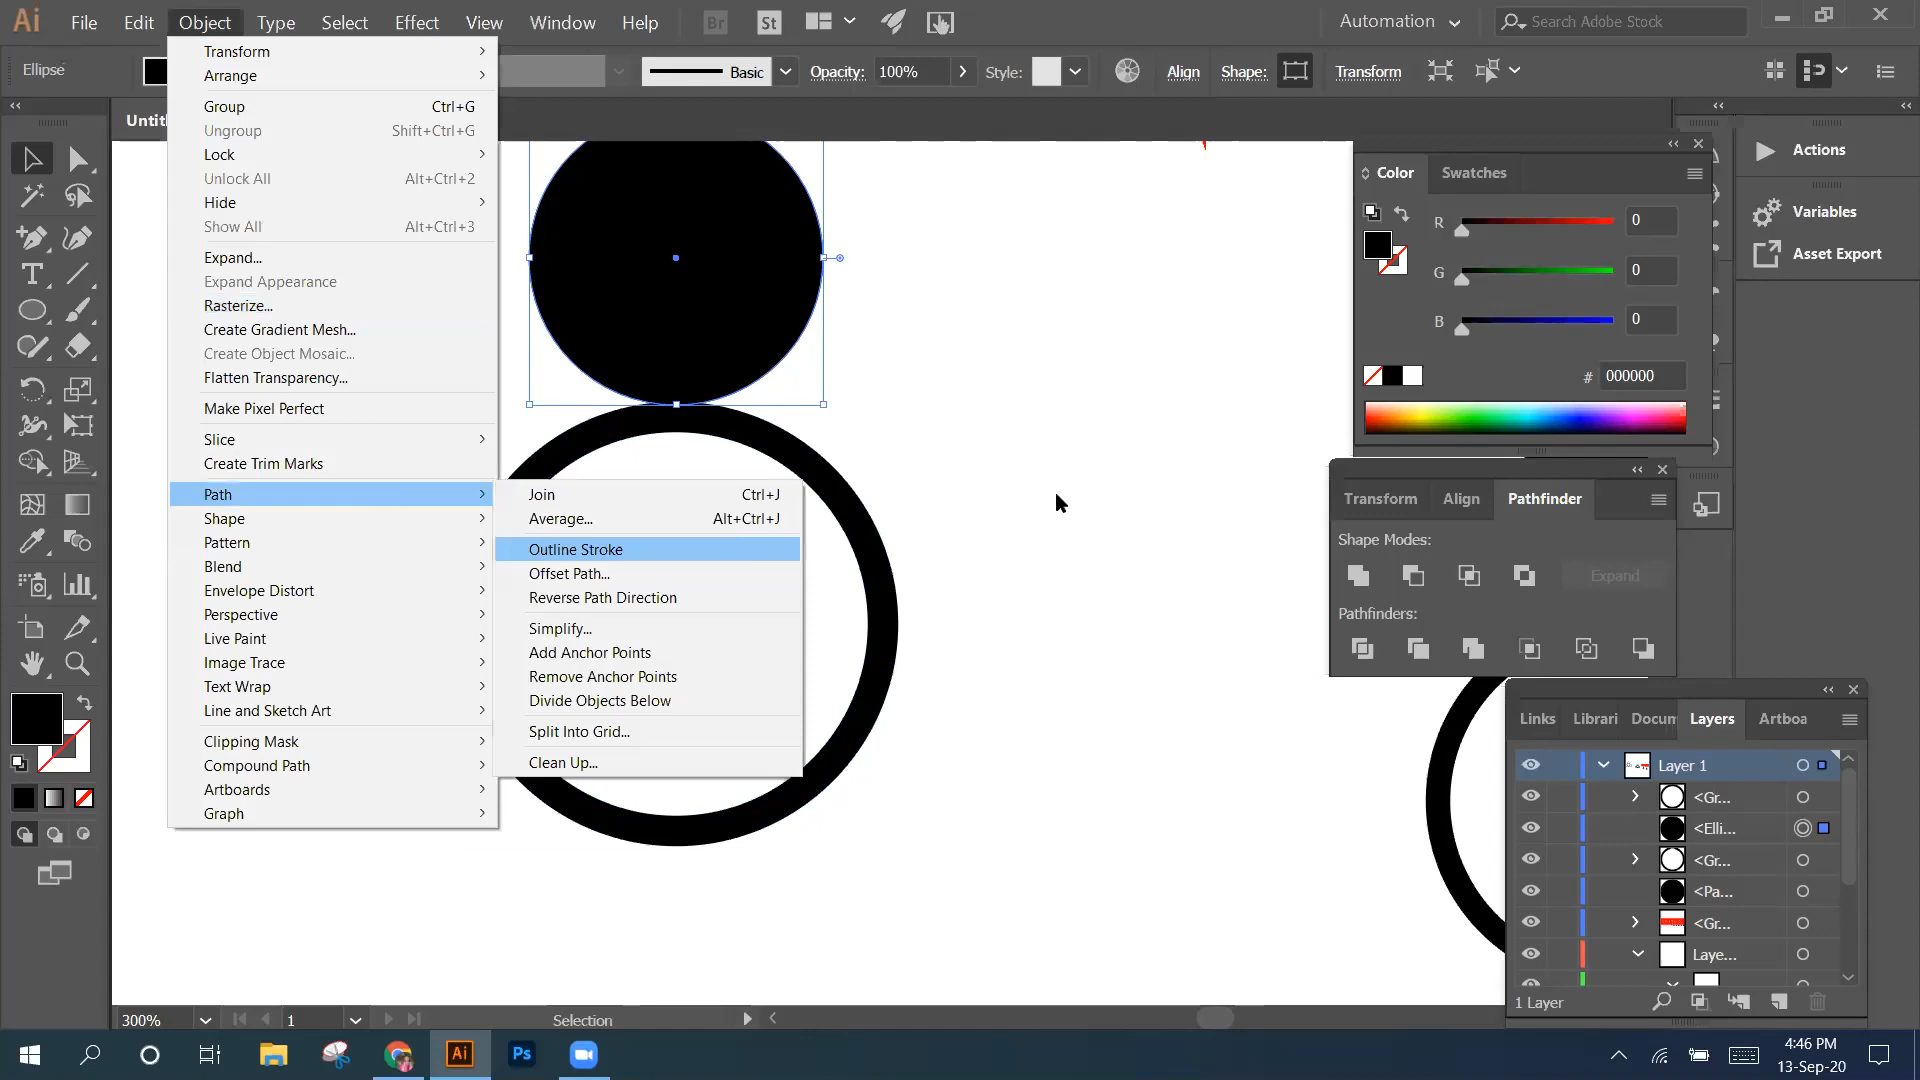 Ai File Edit Object Type Select Effect View Window Help Br St Automation Search Adobe Stock
Ellipse Basic Opacity: 100% Style: Align Shape: Transform
Transform
Arrange
Group Ctrl+G
Ungroup Shift+Ctrl+G
Lock
Unlock All Alt+Ctrl+2
Hide
Show All Alt+Ctrl+3
Expand...
Expand Appearance
Rasterize...
Create Gradient Mesh...
Create Object Mosaic...
Flatten Transparency...
Make Pixel Perfect
Slice
Create Trim Marks
Path
Shape
Pattern
Blend
Envelope Distort
Perspective
Live Paint
Image Trace
Text Wrap
Line and Sketch Art
Clipping Mask
Compound Path
Artboards
Graph
Join Ctrl+J
Average... Alt+Ctrl+J
Outline Stroke
Offset Path...
Reverse Path Direction
Simplify...
Add Anchor Points
Remove Anchor Points
Divide Objects Below
Split Into Grid...
Clean Up...
Color Swatches
R 0
G 0
B 0
# 000000
Actions
Variables
Asset Export
Transform Align Pathfinder
Shape Modes:
Expand
Pathfinders:
Links Librari Docum Layers Artboa
Layer 1
<Gr...
<Elli...
<Gr...
<Pa...
<Gr...
Laye...
1 Layer
300% 1 Selection
Ai Ps
4:46 PM
13-Sep-20